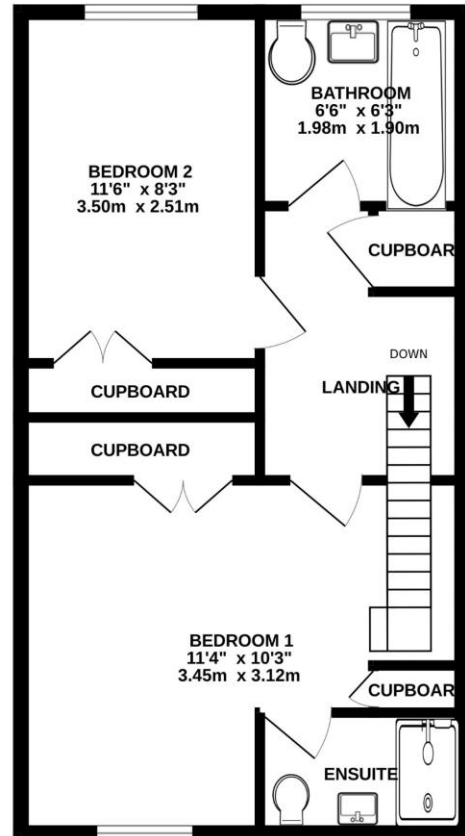 BATHROOM
6'6" x 6'3"
1.98m x 1.90m
BEDROOM 2
11'6" x 8'3"
3.50m x 2.51m
CUPBOAR
DOWN
LANDING
CUPBOARD
CUPBOARD
BEDROOM 1
11'4" x 10'3"
3.45m x 3.12m
CUPBOAR
ENSUITE